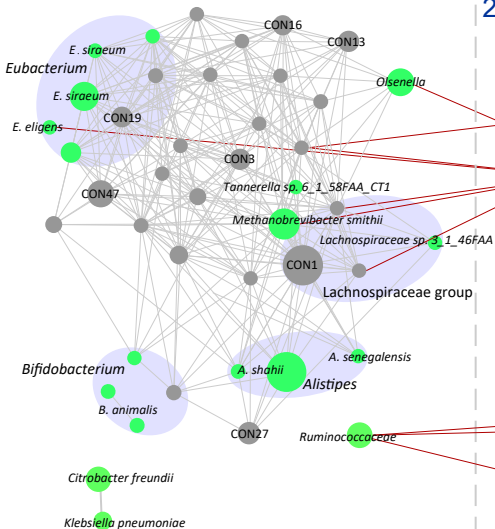 2
CON16
CON13
E. siraeum
Eubacterium
Olsenella
E. siraeum
CON19
E. eligens
CON3
Tannerella sp. 6_1_58FAA_CT1
CON47
Methanobrevibacter smithii
Lachnospiraceae sp. 3_1_46FAA
CON1
Lachnospiraceae group
Bifidobacterium
A. senegalensis
A. shahii
Alistipes
B. animalis
CON27
Ruminococcaceae
Citrobacter freundii
Klebsiella pneumoniae